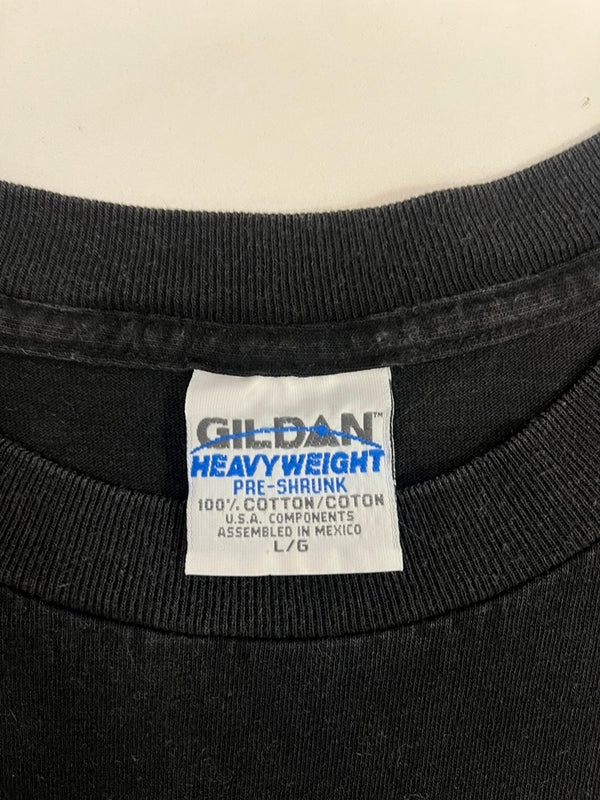 GILDAN™
HEAVYWEIGHT
PRE-SHRUNK
100% COTTON/COTON
U.S.A. COMPONENTS
ASSEMBLED IN MEXICO
L/G